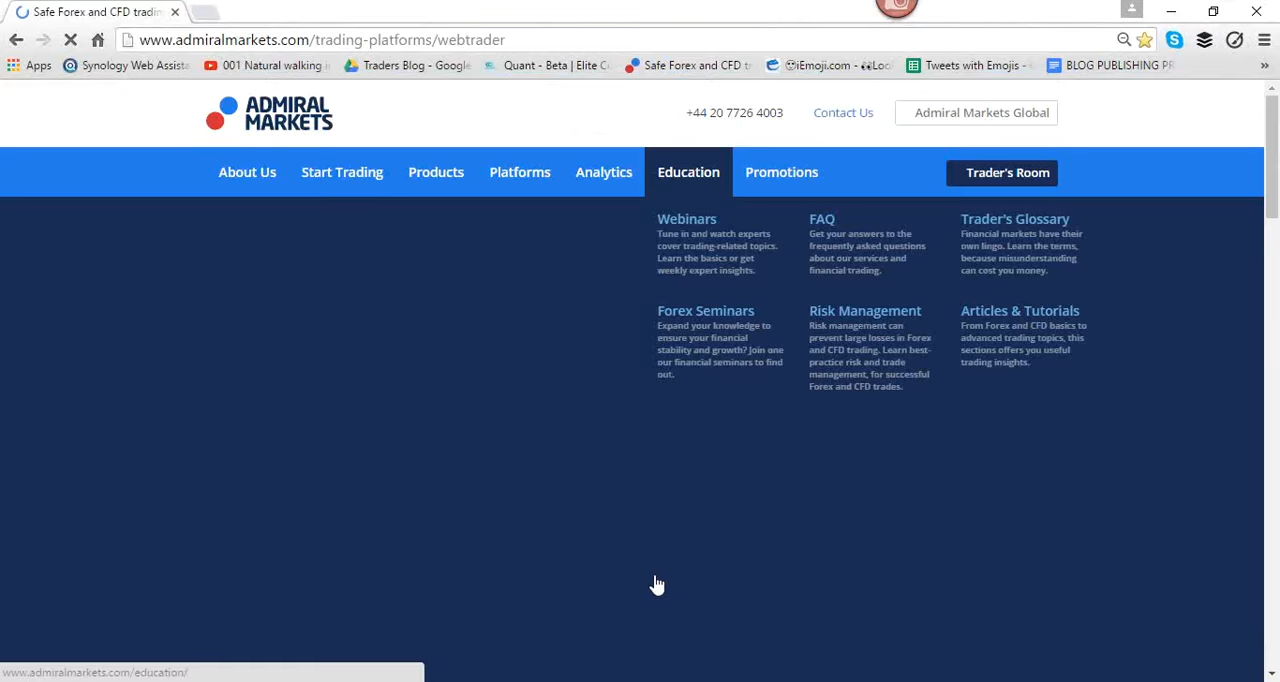 Safe Forex and CFD tradin
www.admiralmarkets.com/trading-platforms/webtrader
Apps Synology Web Assista 001 Natural walking Traders Blog - Google Quant - Beta | Elite C Safe Forex and CFD t iEmoji.com - Loo Tweets with Emojis - BLOG PUBLISHING PR »
ADMIRAL
MARKETS
+44 20 7726 4003 Contact Us Admiral Markets Global
About Us Start Trading Products Platforms Analytics Education Promotions Trader's Room
Webinars
Tune in and watch experts
cover trading-related topics.
Learn the basics or get
weekly expert insights.
FAQ
Get your answers to the
frequently asked questions
about our services and
financial trading.
Trader's Glossary
Financial markets have their
own lingo. Learn the terms,
because misunderstanding
can cost you money.
Forex Seminars
Expand your knowledge to
ensure your financial
stability and growth? Join one
our financial seminars to find
out.
Risk Management
Risk management can
prevent large losses in Forex
and CFD trading. Learn best-
practice risk and trade
management, for successful
Forex and CFD trades.
Articles & Tutorials
From Forex and CFD basics to
advanced trading topics, this
sections offers you useful
trading insights.
www.admiralmarkets.com/education/